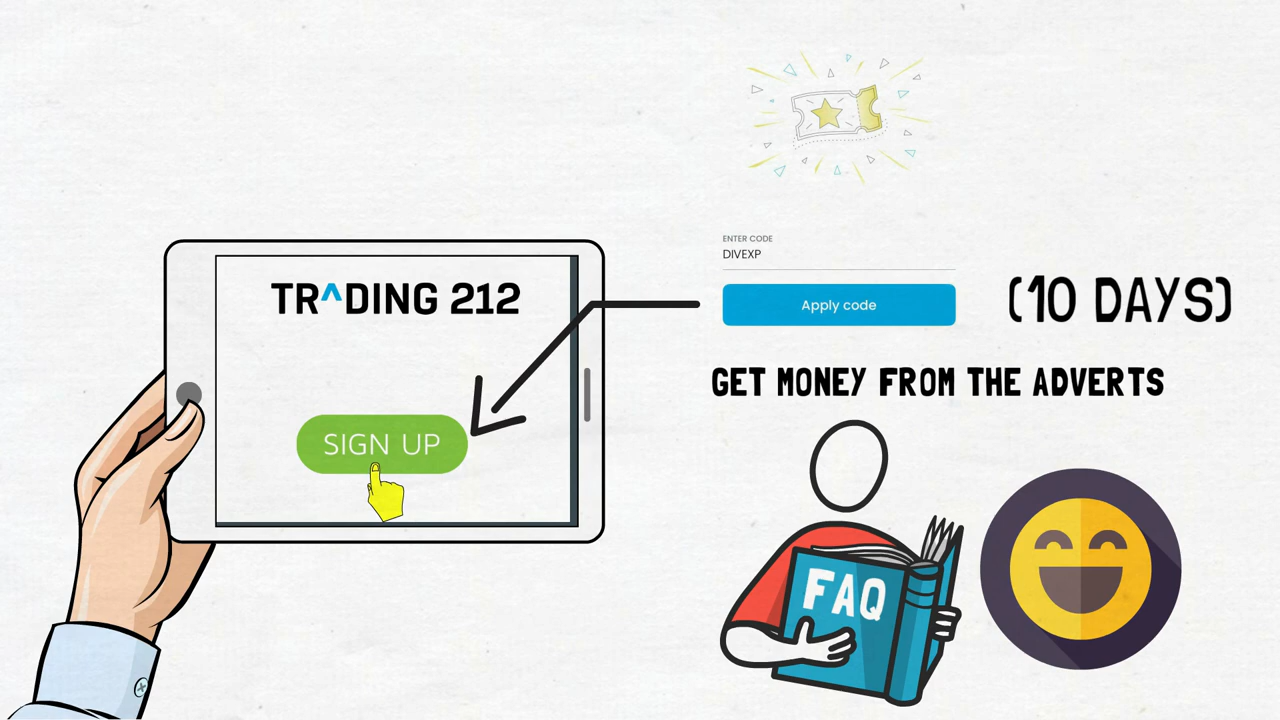 TR^DING 212
SIGN UP
ENTER CODE
DIVEXP
Apply code
(10 DAYS)
GET MONEY FROM THE ADVERTS
FAQ